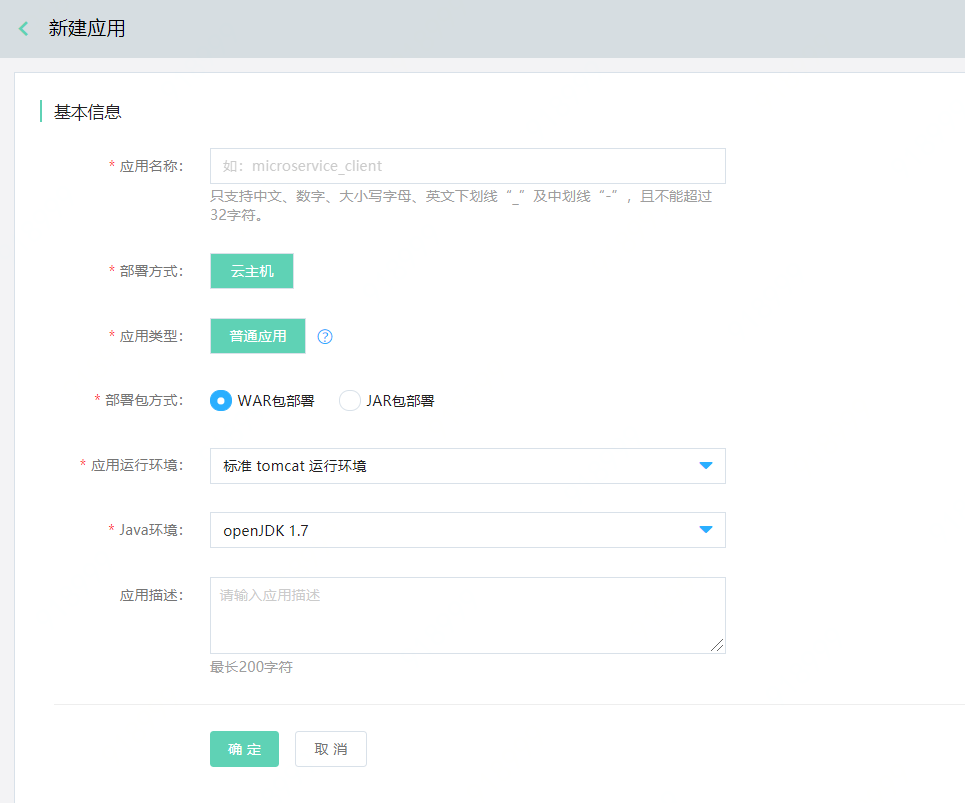 新建应用
基本信息
* 应用名称：
如：microservice_client
只支持中文、数字、大小写字母、英文下划线“_”及中划线“-”，且不能超过
32字符。
* 部署方式：
云主机
* 应用类型：
普通应用
?
* 部署包方式：
WAR包部署
JAR包部署
* 应用运行环境：
标准 tomcat 运行环境
* Java环境：
openJDK 1.7
应用描述：
请输入应用描述
最长200字符
确 定
取 消